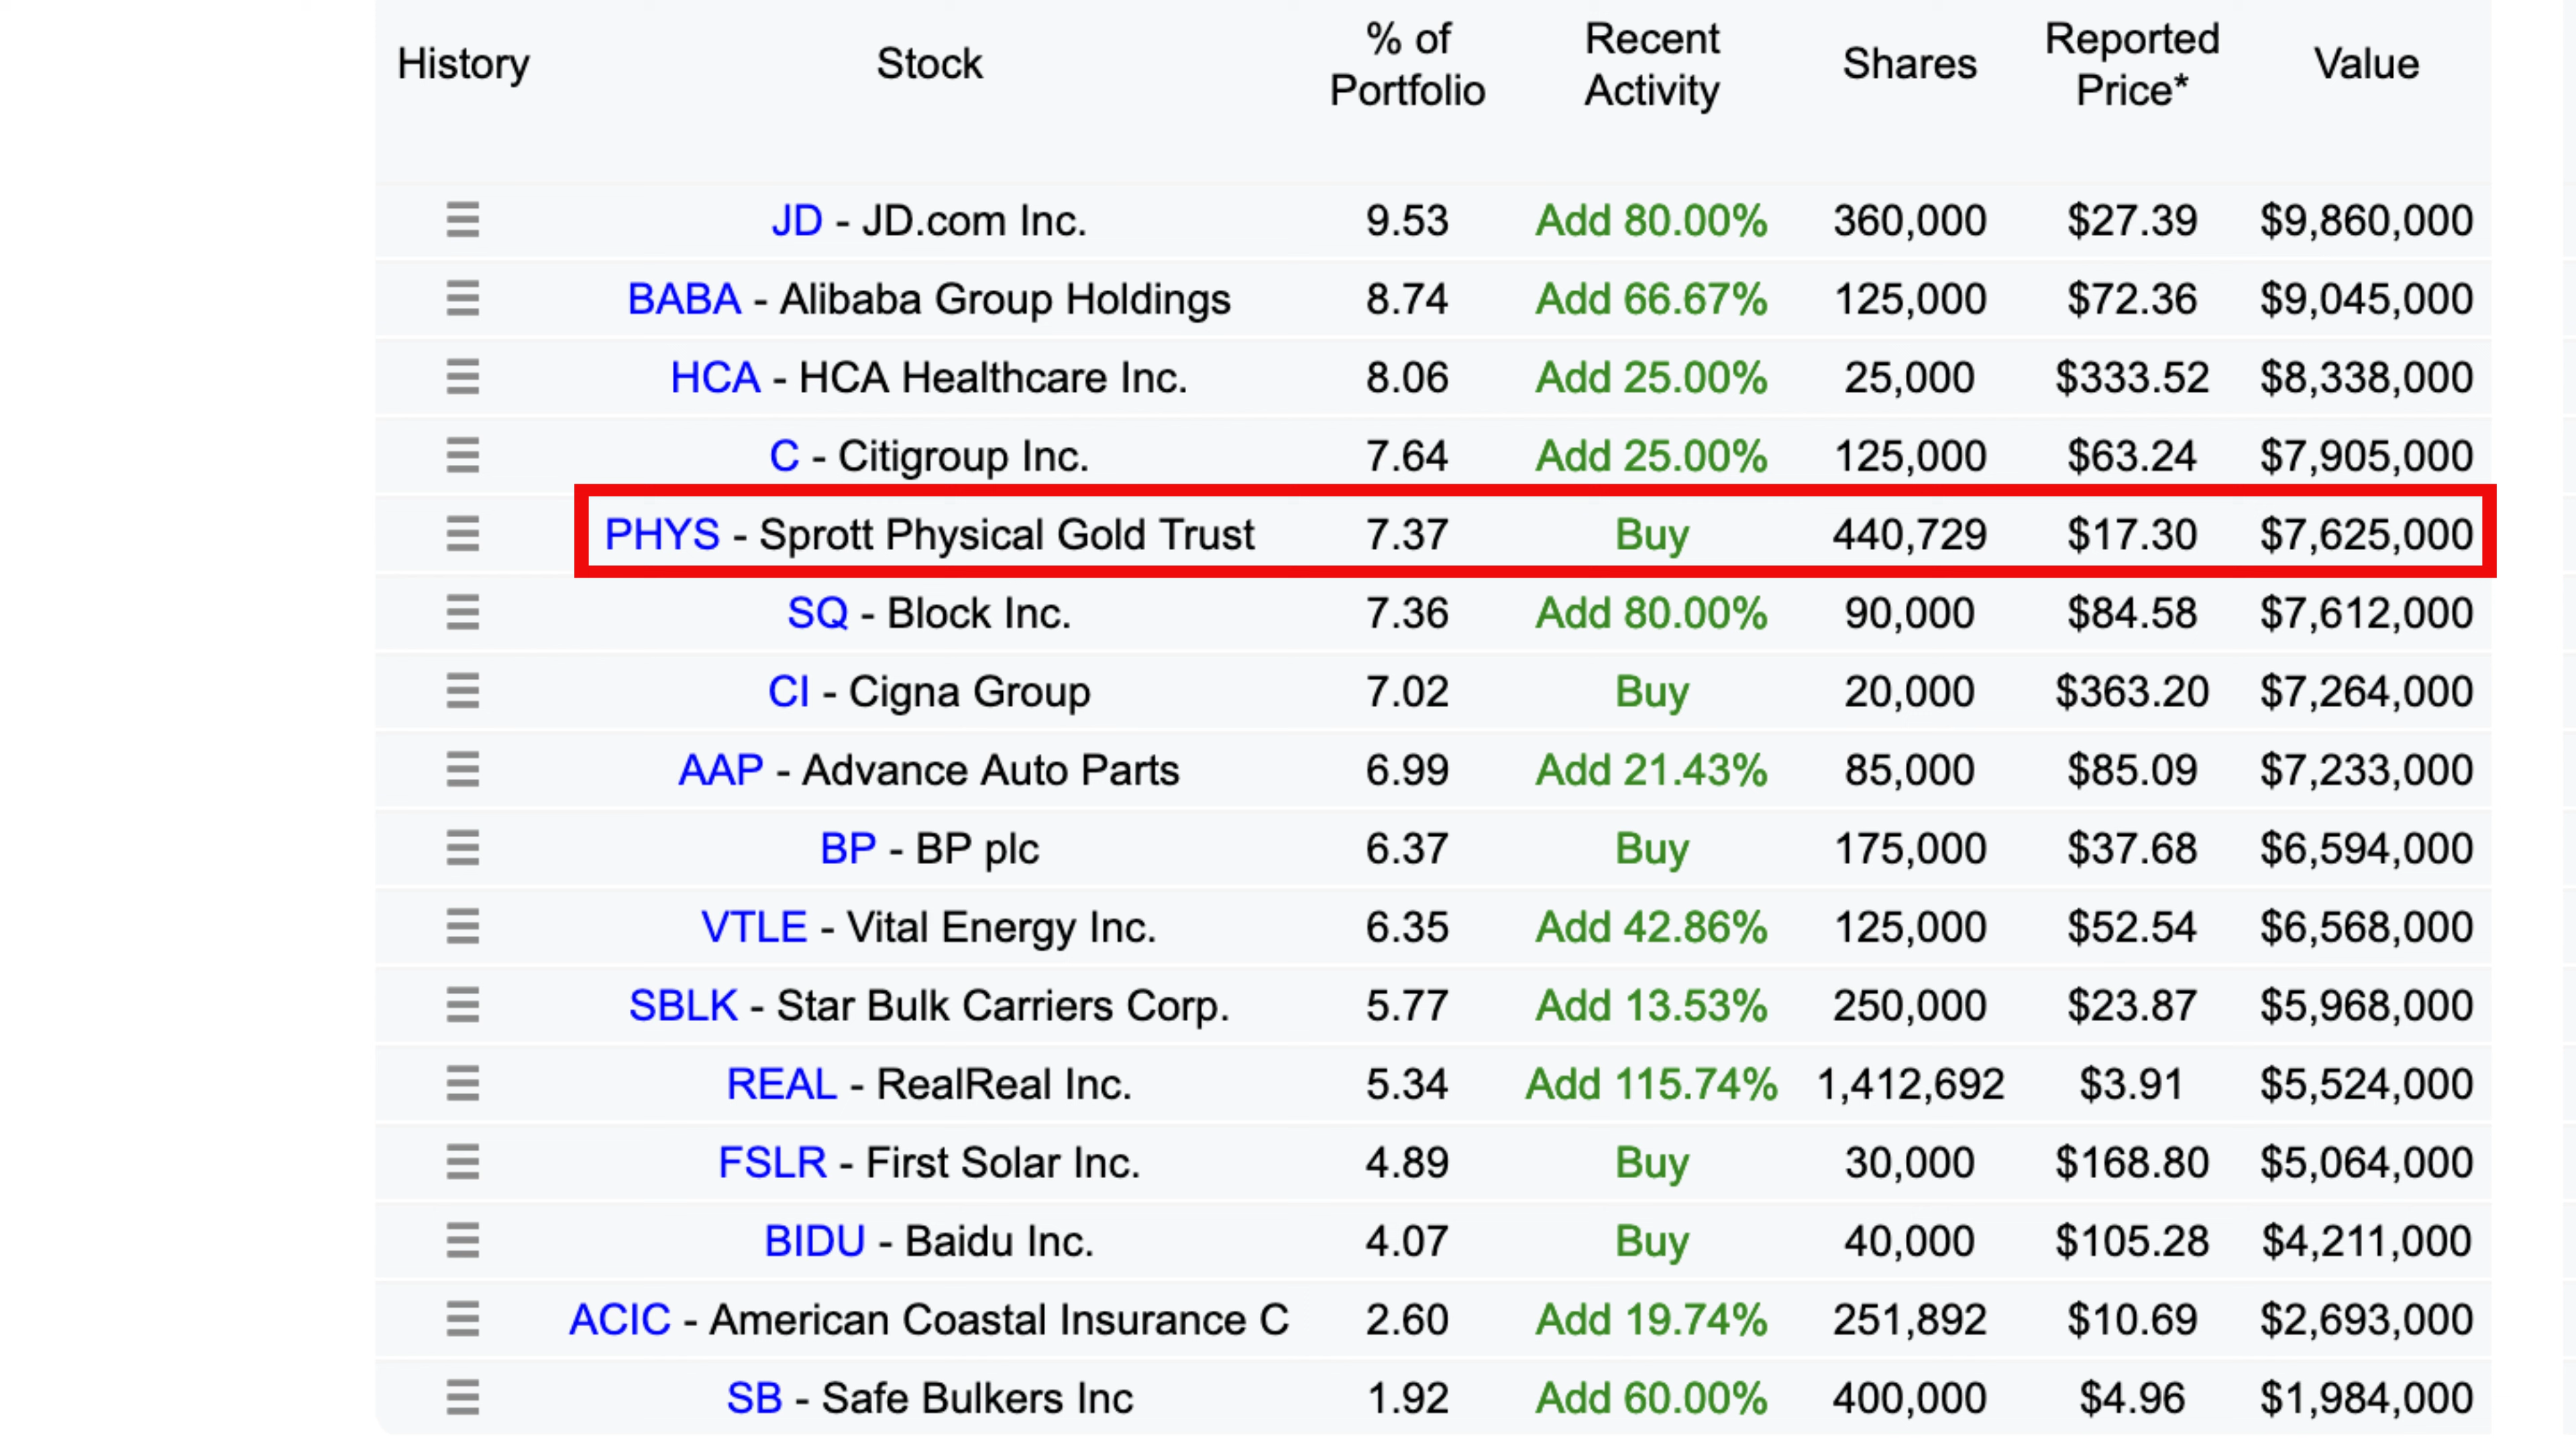 History Stock % of Portfolio Recent Activity Shares Reported Price* Value
JD - JD.com Inc. 9.53 Add 80.00% 360,000 $27.39 $9,860,000
BABA - Alibaba Group Holdings 8.74 Add 66.67% 125,000 $72.36 $9,045,000
HCA - HCA Healthcare Inc. 8.06 Add 25.00% 25,000 $333.52 $8,338,000
C - Citigroup Inc. 7.64 Add 25.00% 125,000 $63.24 $7,905,000
PHYS - Sprott Physical Gold Trust 7.37 Buy 440,729 $17.30 $7,625,000
SQ - Block Inc. 7.36 Add 80.00% 90,000 $84.58 $7,612,000
CI - Cigna Group 7.02 Buy 20,000 $363.20 $7,264,000
AAP - Advance Auto Parts 6.99 Add 21.43% 85,000 $85.09 $7,233,000
BP - BP plc 6.37 Buy 175,000 $37.68 $6,594,000
VTLE - Vital Energy Inc. 6.35 Add 42.86% 125,000 $52.54 $6,568,000
SBLK - Star Bulk Carriers Corp. 5.77 Add 13.53% 250,000 $23.87 $5,968,000
REAL - RealReal Inc. 5.34 Add 115.74% 1,412,692 $3.91 $5,524,000
FSLR - First Solar Inc. 4.89 Buy 30,000 $168.80 $5,064,000
BIDU - Baidu Inc. 4.07 Buy 40,000 $105.28 $4,211,000
ACIC - American Coastal Insurance C 2.60 Add 19.74% 251,892 $10.69 $2,693,000
SB - Safe Bulkers Inc 1.92 Add 60.00% 400,000 $4.96 $1,984,000